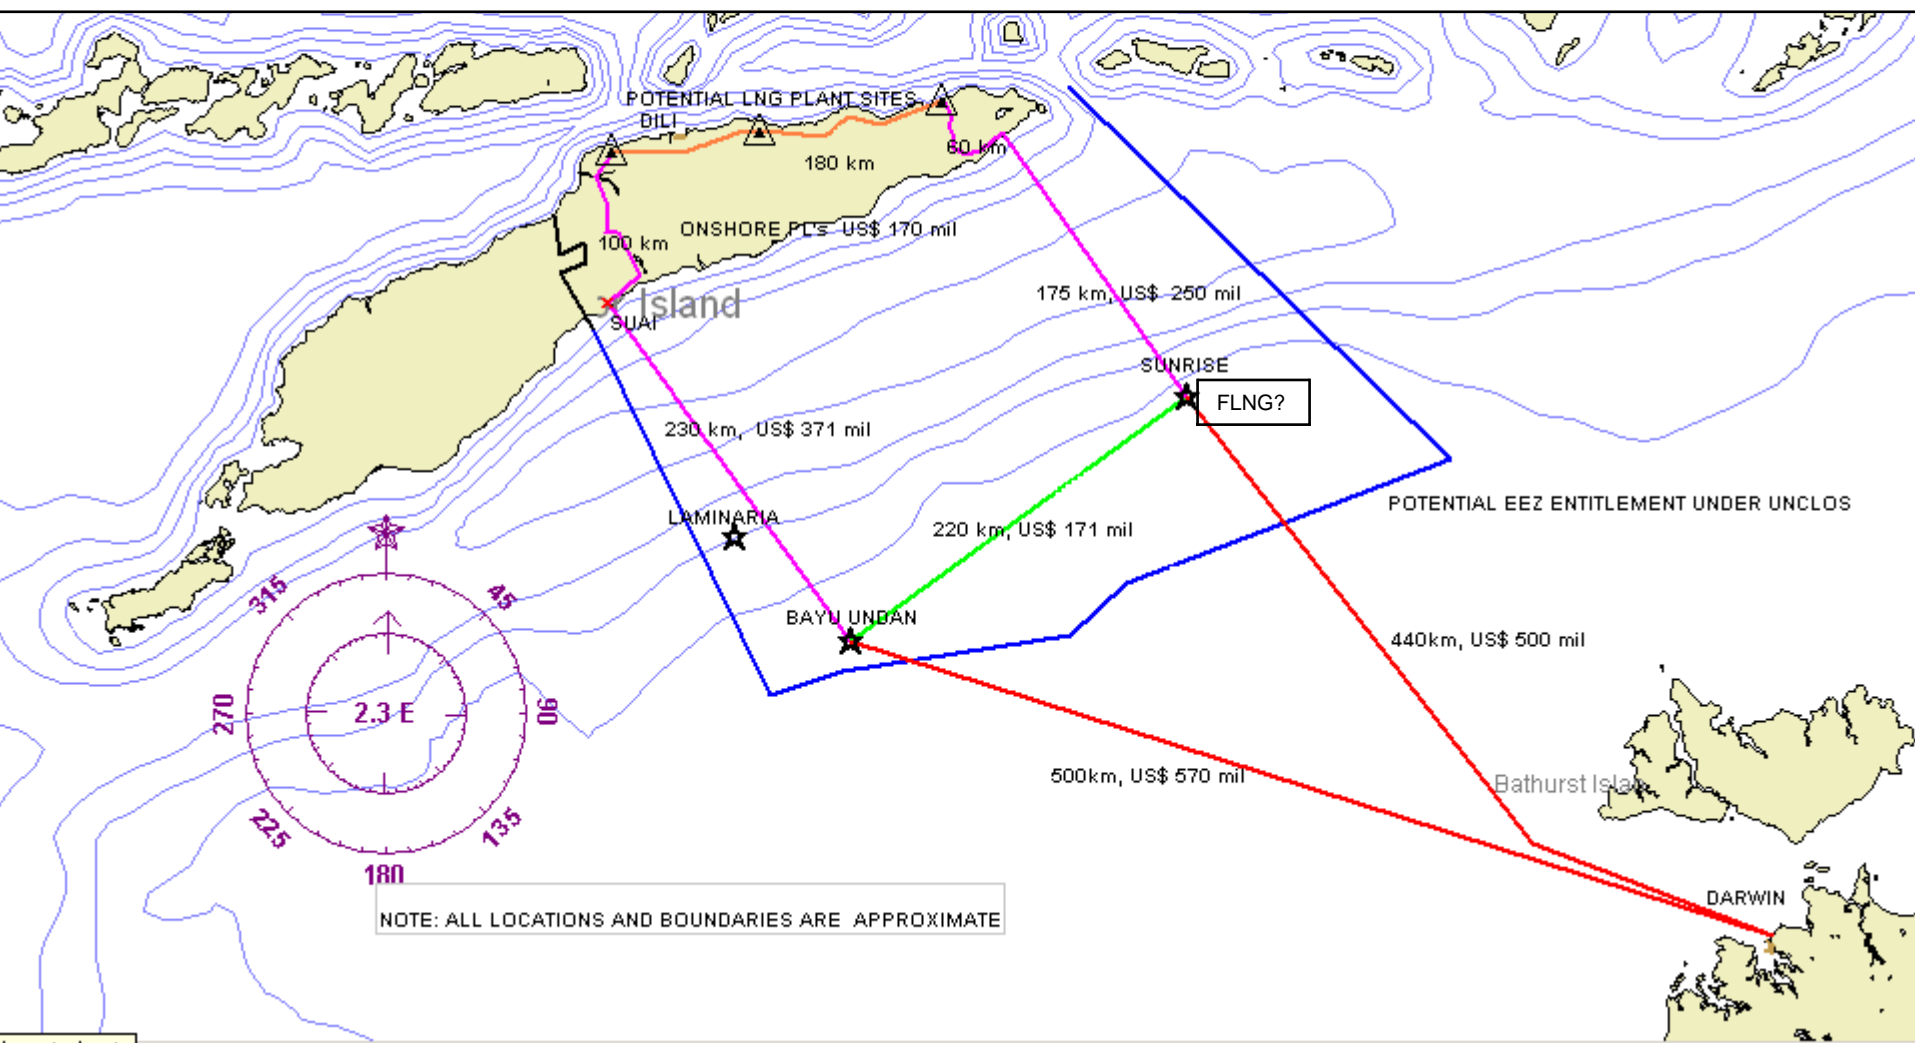 POTENTIAL LNG PLANT SITES
DILI
60 km
180 km
ONSHORE PL's US$ 170 mil
100 km
Island
SUAI
175 km, US$ 250 mil
SUNRISE
FLNG?
230 km, US$ 371 mil
POTENTIAL EEZ ENTITLEMENT UNDER UNCLOS
LAMINARIA
220 km, US$ 171 mil
BAYU UNDAN
440km, US$ 500 mil
315
45
270
2.3 E
90
225
135
180
500km, US$ 570 mil
Bathurst Islan
DARWIN
NOTE: ALL LOCATIONS AND BOUNDARIES ARE APPROXIMATE